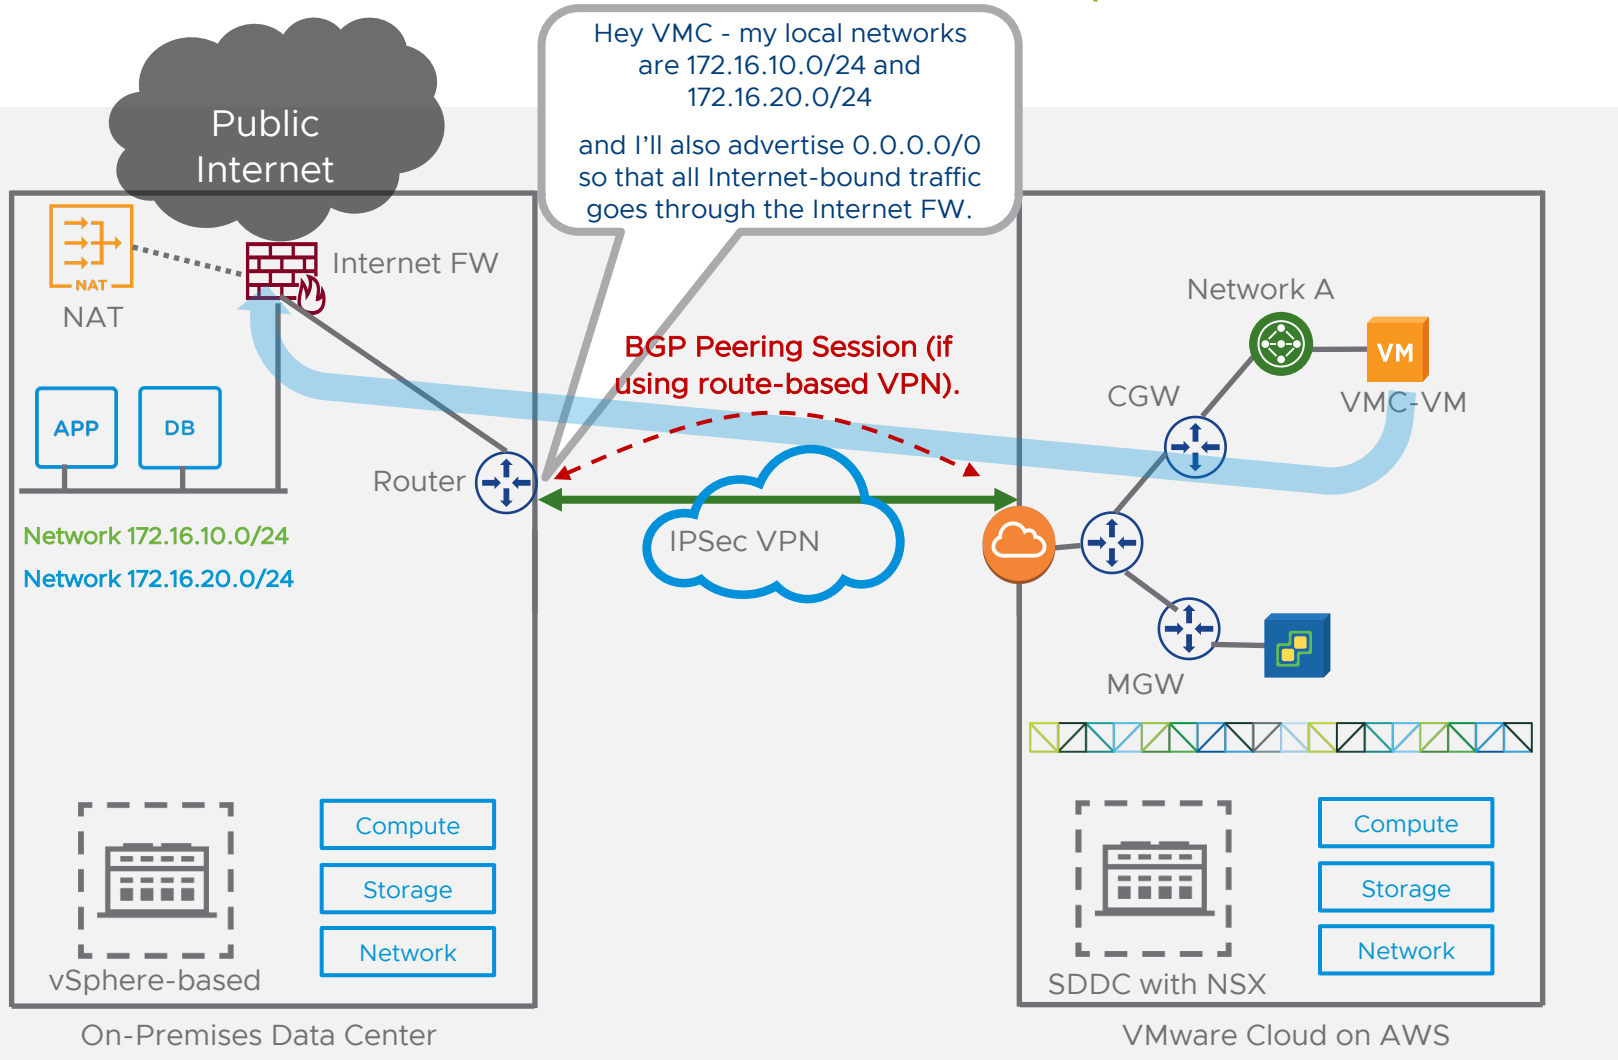 Hey VMC - my local networks
are 172.16.10.0/24 and
172.16.20.0/24
and I'll also advertise 0.0.0.0/0
so that all Internet-bound traffic
goes through the Internet FW.
Public
Internet
NAT
NAT
Internet FW
APP
DB
Router
Network 172.16.10.0/24
Network 172.16.20.0/24
BGP Peering Session (if
using route-based VPN).
IPSec VPN
Network A
VM
VMC-VM
CGW
MGW
Compute
Storage
Network
vSphere-based
On-Premises Data Center
Compute
Storage
Network
SDDC with NSX
VMware Cloud on AWS